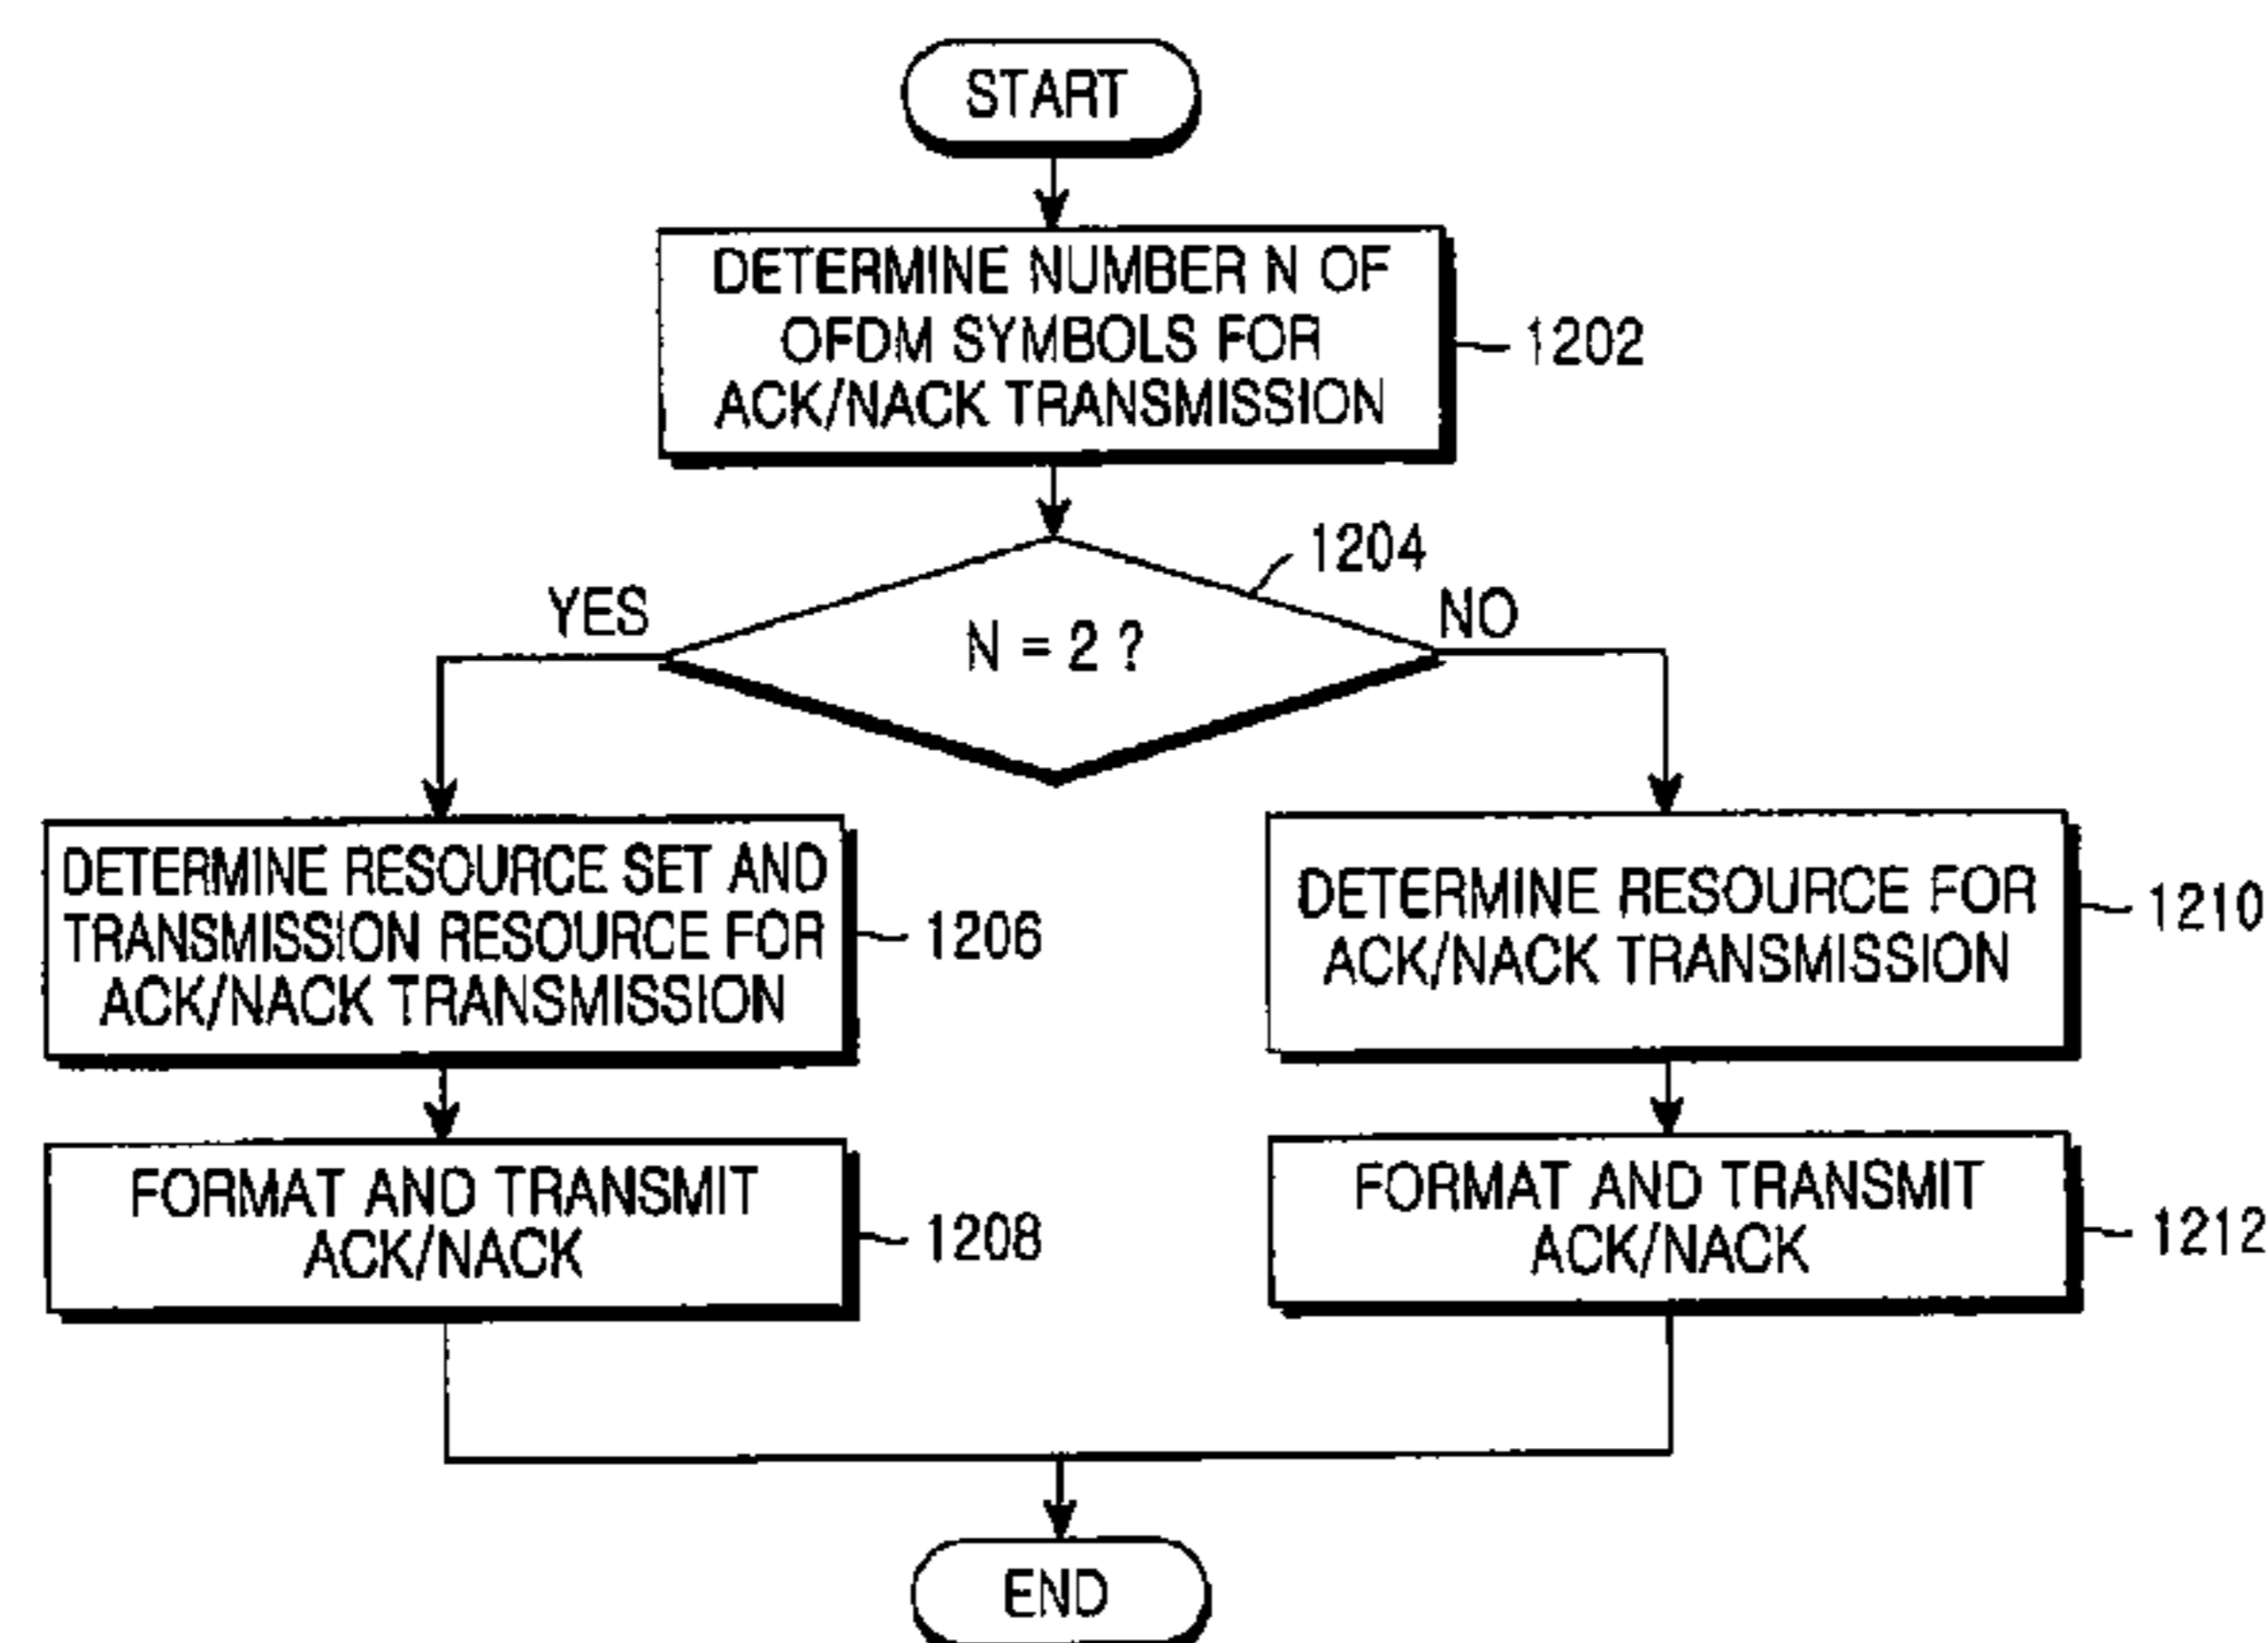 START
DETERMINE NUMBER N OF
OFDM SYMBOLS FOR
ACK/NACK TRANSMISSION
1202
1204
YES
N = 2 ?
NO
DETERMINE RESOURCE SET AND
TRANSMISSION RESOURCE FOR
ACK/NACK TRANSMISSION
1206
DETERMINE RESOURCE FOR
ACK/NACK TRANSMISSION
1210
FORMAT AND TRANSMIT
ACK/NACK
1208
FORMAT AND TRANSMIT
ACK/NACK
1212
END